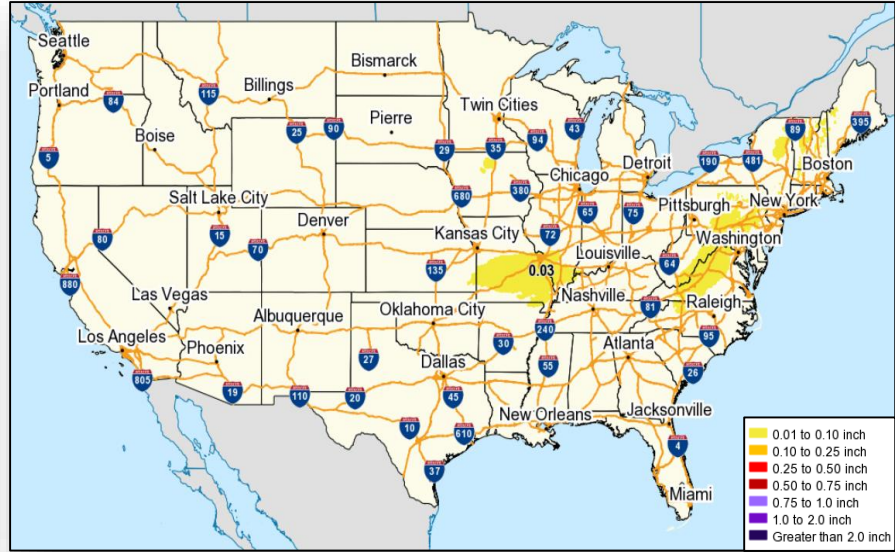 Seattle
Bismarck
Portland
115
Billings
84
Twin Cities
43
89
395
Pierre
25
90
94
Boise
29
35
190
481
Boston
5
Detroit
Chicago
680
380
Salt Lake City
65
75
Pittsburgh
New York
Denver
80
15
Kansas City
72
Washington
70
Louisville
64
135
0.03
880
Las Vegas
Nashville
81
Raleigh
Albuquerque
Oklahoma City
240
95
Los Angeles
30
Atlanta
Phoenix
27
Dallas
55
805
26
19
110
20
45
New Orleans
Jacksonville
10
610
4
37
Miami
0.01 to 0.10 inch
0.10 to 0.25 inch
0.25 to 0.50 inch
0.50 to 0.75 inch
0.75 to 1.0 inch
1.0 to 2.0 inch
Greater than 2.0 inch